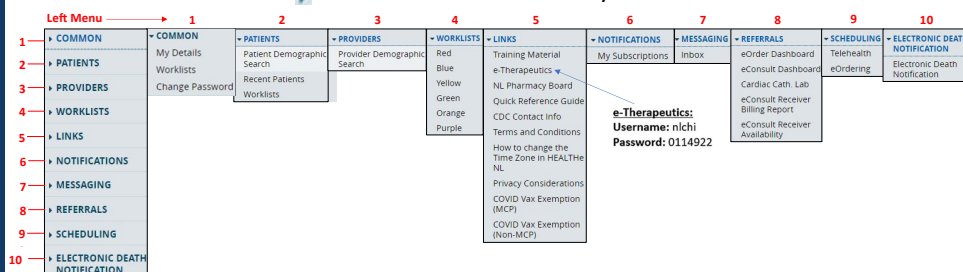 Left Menu
1
2
3
4
5
6
7
8
9
10
1
COMMON
2
PATIENTS
3
PROVIDERS
4
WORKLISTS
5
LINKS
6
NOTIFICATIONS
7
MESSAGING
8
REFERRALS
9
SCHEDULING
10
ELECTRONIC DEATH
NOTIFICATION
COMMON
My Details
Worklists
Change Password
PATIENTS
Patient Demographic
Search
Recent Patients
Worklists
PROVIDERS
Provider Demographic
Search
WORKLISTS
Red
Blue
Yellow
Green
Orange
Purple
LINKS
Training Material
e-Therapeutics
NL Pharmacy Board
Quick Reference Guide
CDC Contact Info
Terms and Conditions
How to change the
Time Zone in HEALTHe
NL
Privacy Considerations
COVID Vax Exemption
(MCP)
COVID Vax Exemption
(Non-MCP)
NOTIFICATIONS
My Subscriptions
e-Therapeutics:
Username: nlchi
Password: 0114922
MESSAGING
Inbox
REFERRALS
eOrder Dashboard
eConsult Dashboard
Cardiac Cath. Lab
eConsult Receiver
Billing Report
eConsult Receiver
Availability
SCHEDULING
Telehealth
eOrdering
ELECTRONIC DEAT
NOTIFICATION
Electronic Death
Notification